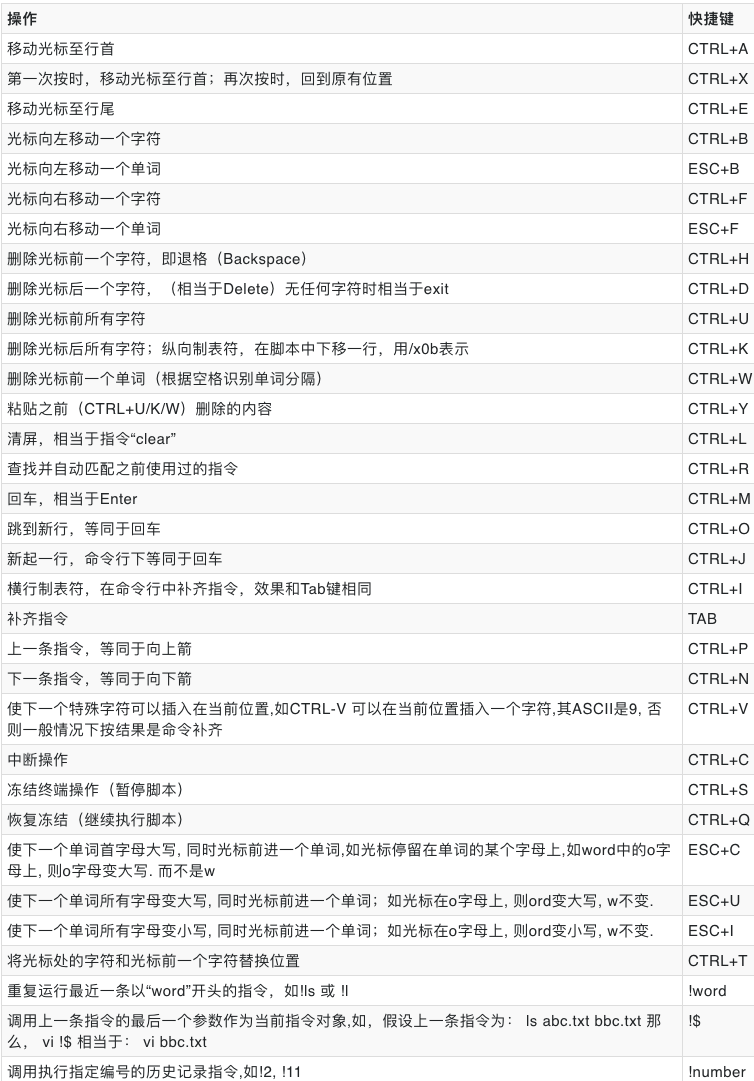 操作 快捷键
移动光标至行首 CTRL+A
第一次按时，移动光标至行首；再次按时，回到原有位置 CTRL+X
移动光标至行尾 CTRL+E
光标向左移动一个字符 CTRL+B
光标向左移动一个单词 ESC+B
光标向右移动一个字符 CTRL+F
光标向右移动一个单词 ESC+F
删除光标前一个字符，即退格（Backspace） CTRL+H
删除光标后一个字符，（相当于Delete）无任何字符时相当于exit CTRL+D
删除光标前所有字符 CTRL+U
删除光标后所有字符；纵向制表符，在脚本中下移一行，用/x0b表示 CTRL+K
删除光标前一个单词（根据空格识别单词分隔） CTRL+W
粘贴之前（CTRL+U/K/W）删除的内容 CTRL+Y
清屏，相当于指令“clear” CTRL+L
查找并自动匹配之前使用过的指令 CTRL+R
回车，相当于Enter CTRL+M
跳到新行，等同于回车 CTRL+O
新起一行，命令行下等同于回车 CTRL+J
横行制表符，在命令行中补齐指令，效果和Tab键相同 CTRL+I
补齐指令 TAB
上一条指令，等同于向上箭 CTRL+P
下一条指令，等同于向下箭 CTRL+N
使下一个特殊字符可以插入在当前位置,如CTRL-V 可以在当前位置插入一个字符,其ASCII是9, 否 CTRL+V
则一般情况下按结果是命令补齐
中断操作 CTRL+C
冻结终端操作（暂停脚本） CTRL+S
恢复冻结（继续执行脚本） CTRL+Q
使下一个单词首字母大写, 同时光标前进一个单词,如光标停留在单词的某个字母上,如word中的o字 ESC+C
母上, 则o字母变大写. 而不是w
使下一个单词所有字母变大写, 同时光标前进一个单词；如光标在o字母上, 则ord变大写, w不变. ESC+U
使下一个单词所有字母变小写, 同时光标前进一个单词；如光标在o字母上, 则ord变小写, w不变. ESC+I
将光标处的字符和光标前一个字符替换位置 CTRL+T
重复运行最近一条以“word”开头的指令，如!ls 或 !l !word
调用上一条指令的最后一个参数作为当前指令对象,如，假设上一条指令为： ls abc.txt bbc.txt 那 !$
么， vi !$ 相当于： vi bbc.txt
调用执行指定编号的历史记录指令,如!2, !11 !number